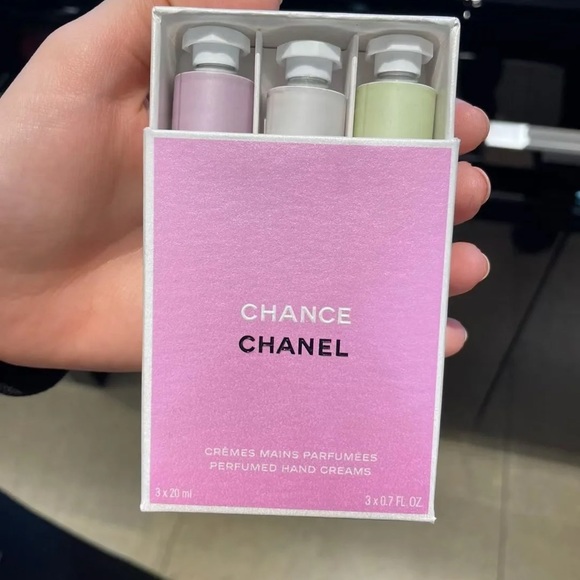 CHANCE
CHANEL
CRÈMES MAINS PARFUMÉES
PERFUMED HAND CREAMS
3 x 20 ml
3 x 0.7 FL. OZ.